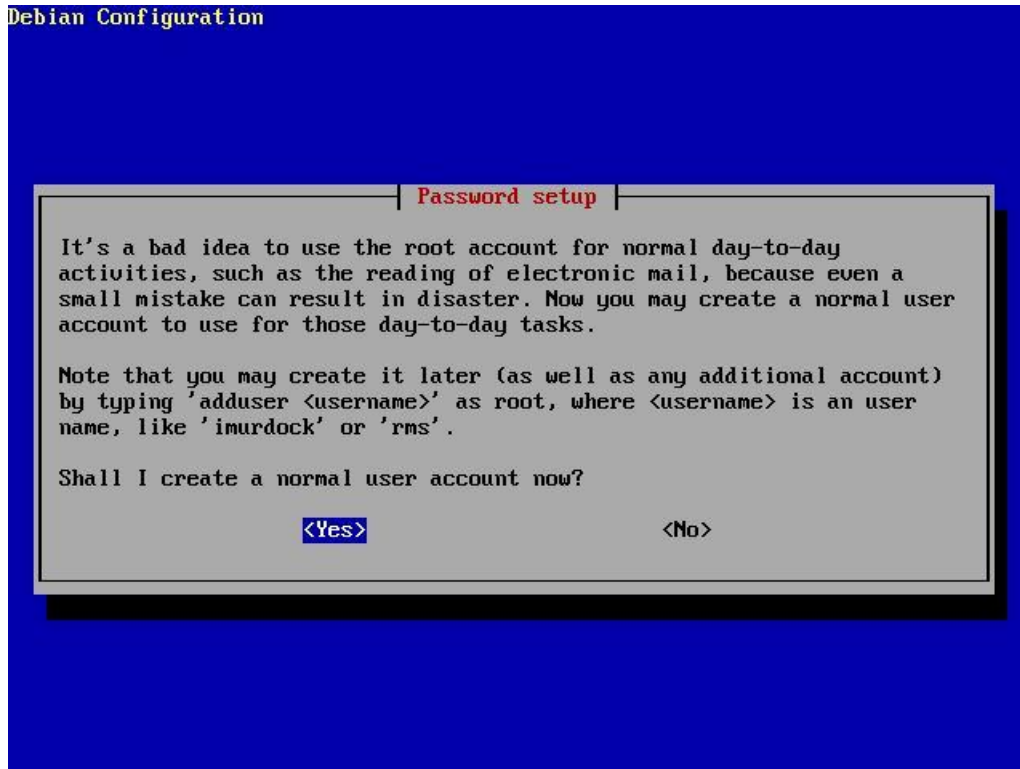 Debian Configuration
Password setup
It's a bad idea to use the root account for normal day-to-day
activities, such as the reading of electronic mail, because even a
small mistake can result in disaster. Now you may create a normal user
account to use for those day-to-day tasks.
Note that you may create it later (as well as any additional account)
by typing 'adduser <username>' as root, where <username> is an user
name, like 'imurdock' or 'rms'.
Shall I create a normal user account now?
<Yes> <No>